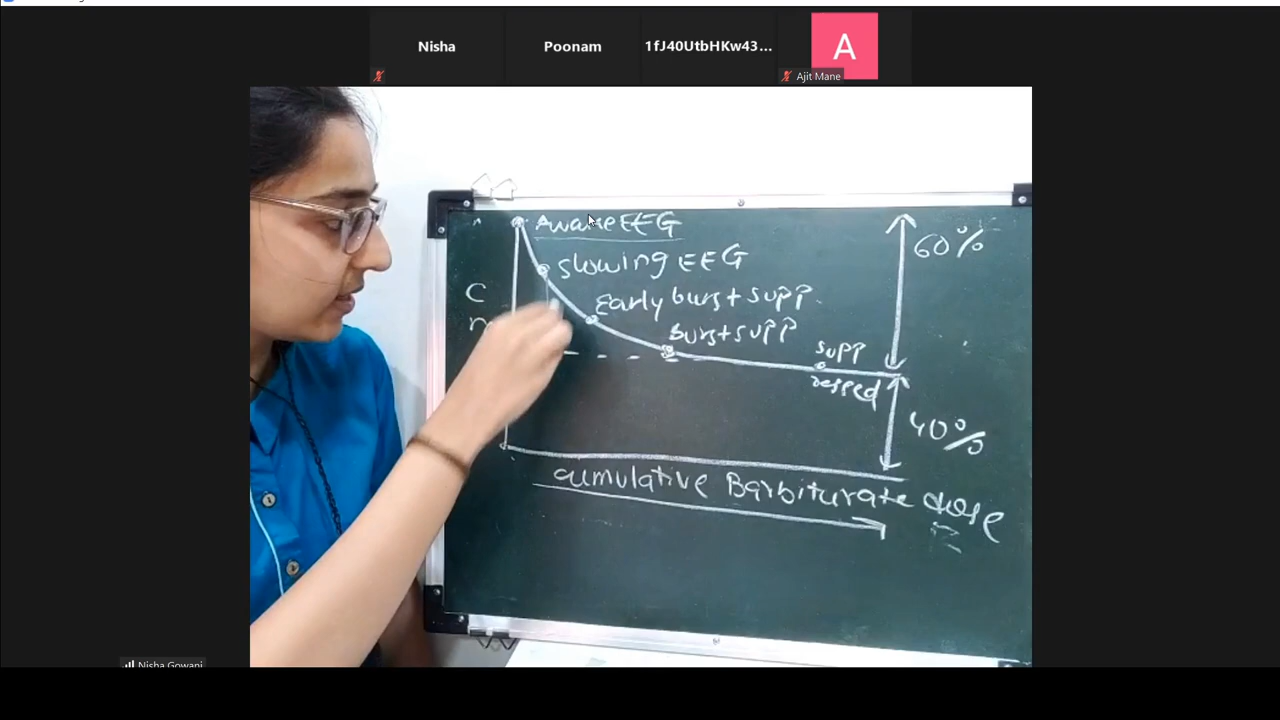 Nisha
Poonam
1fJ40UtbHKw43...
A
Ajit Mane
Awake EEG
60%
slowing EEG
C
Early burst supp.
m
burst supp
supp
ressed
40%
cumulative Barbiturate dose
Nisha Gowani